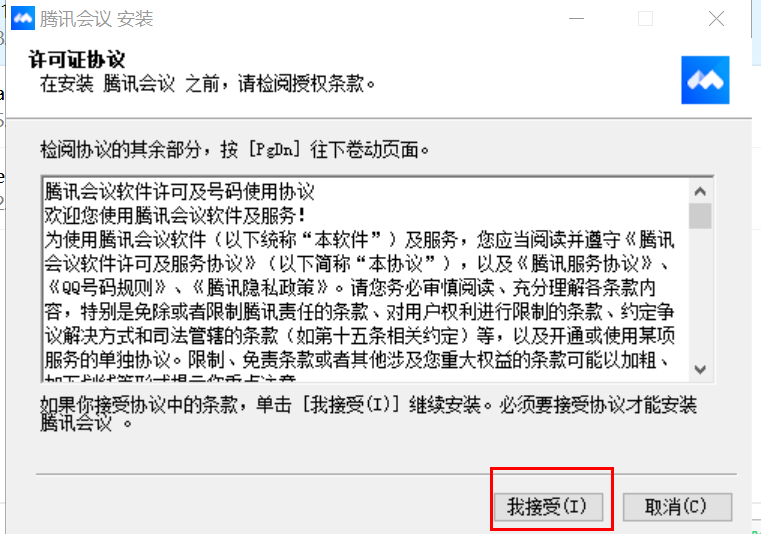 腾讯会议 安装
许可证协议
在安装 腾讯会议 之前，请检阅授权条款。
检阅协议的其余部分，按 [PgDn] 往下卷动页面。
腾讯会议软件许可及号码使用协议
欢迎您使用腾讯会议软件及服务！
为使用腾讯会议软件（以下统称“本软件”）及服务，您应当阅读并遵守《腾讯
会议软件许可及服务协议》（以下简称“本协议”），以及《腾讯服务协议》、
《QQ号码规则》、《腾讯隐私政策》。请您务必审慎阅读、充分理解各条款内
容，特别是免除或者限制腾讯责任的条款、对用户权利进行限制的条款、约定争
议解决方式和司法管辖的条款（如第十五条相关约定）等，以及开通或使用某项
服务的单独协议。限制、免责条款或者其他涉及您重大权益的条款可能以加粗、
如果你接受协议中的条款，单击 [我接受(I)] 继续安装。必须要接受协议才能安装
腾讯会议 。
我接受(I)
取消(C)